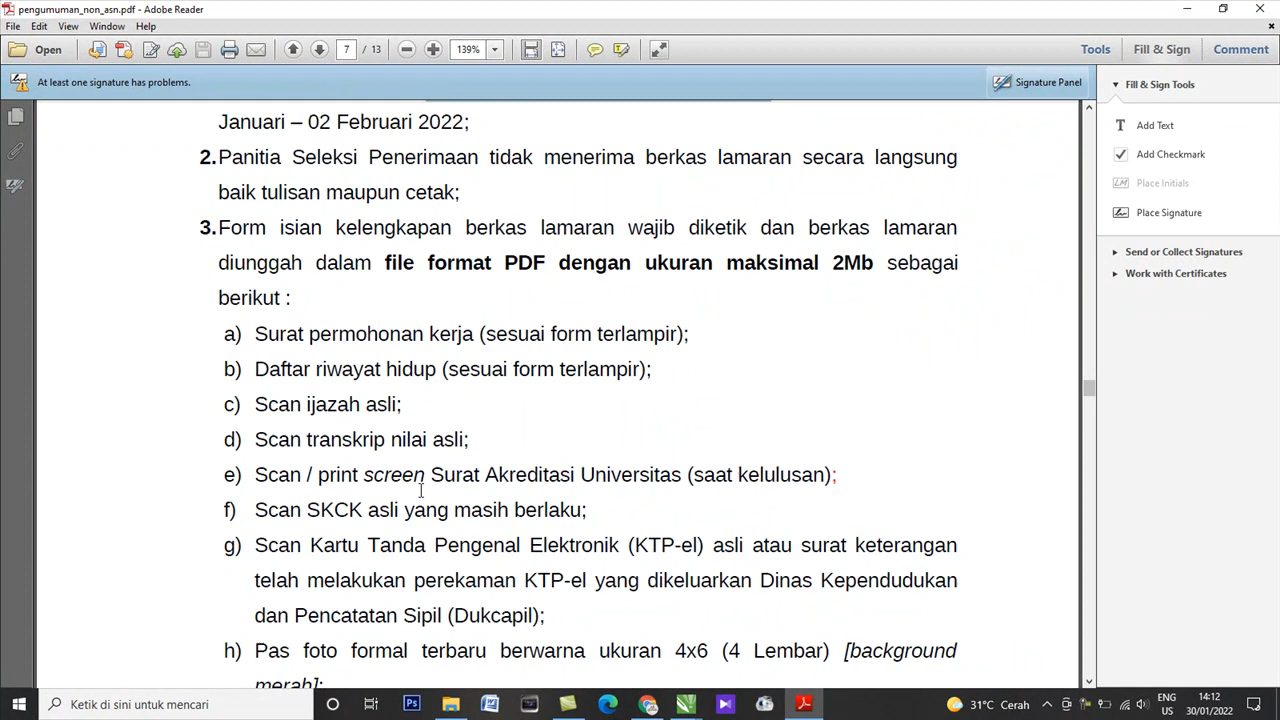 pengumuman_non_asn.pdf - Adobe Reader
File Edit View Window Help
Open 7 / 13 139% Tools Fill & Sign Comment
At least one signature has problems. Signature Panel
Fill & Sign Tools
Add Text
Add Checkmark
Place Initials
Place Signature
Send or Collect Signatures
Work with Certificates
Januari – 02 Februari 2022;
2. Panitia Seleksi Penerimaan tidak menerima berkas lamaran secara langsung
baik tulisan maupun cetak;
3. Form isian kelengkapan berkas lamaran wajib diketik dan berkas lamaran
diunggah dalam file format PDF dengan ukuran maksimal 2Mb sebagai
berikut :
a) Surat permohonan kerja (sesuai form terlampir);
b) Daftar riwayat hidup (sesuai form terlampir);
c) Scan ijazah asli;
d) Scan transkrip nilai asli;
e) Scan / print screen Surat Akreditasi Universitas (saat kelulusan);
f) Scan SKCK asli yang masih berlaku;
g) Scan Kartu Tanda Pengenal Elektronik (KTP-el) asli atau surat keterangan
telah melakukan perekaman KTP-el yang dikeluarkan Dinas Kependudukan
dan Pencatatan Sipil (Dukcapil);
h) Pas foto formal terbaru berwarna ukuran 4x6 (4 Lembar) [background
merah];
Ketik di sini untuk mencari
Ps
31°C Cerah
ENG
US
14:12
30/01/2022